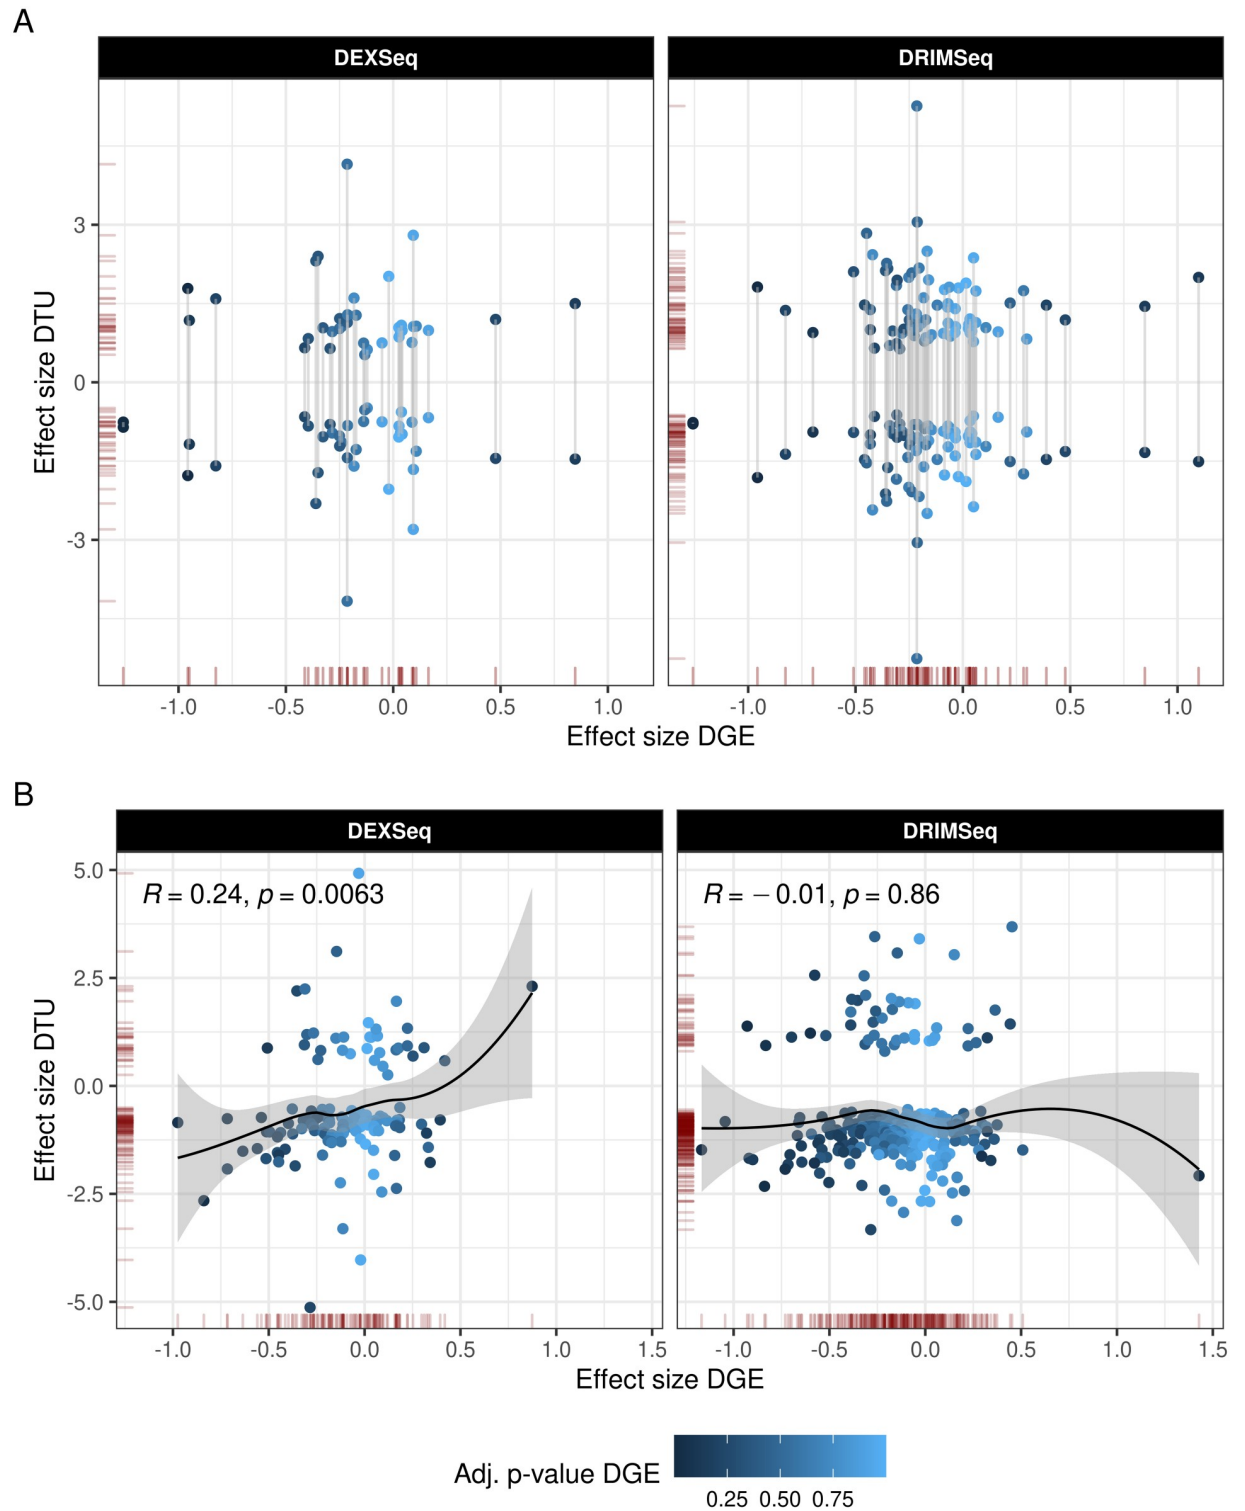 A
DEXSeq
DRIMSeq
Effect size DTU
3
0
-3
-1.0 -0.5 0.0 0.5 1.0
-1.0 -0.5 0.0 0.5 1.0
Effect size DGE
B
DEXSeq
DRIMSeq
Effect size DTU
5.0
2.5
0.0
-2.5
-5.0
R = 0.24, p = 0.0063
R = − 0.01, p = 0.86
-1.0 -0.5 0.0 0.5 1.0 1.5
-1.0 -0.5 0.0 0.5 1.0 1.5
Effect size DGE
Adj. p-value DGE
0.25 0.50 0.75